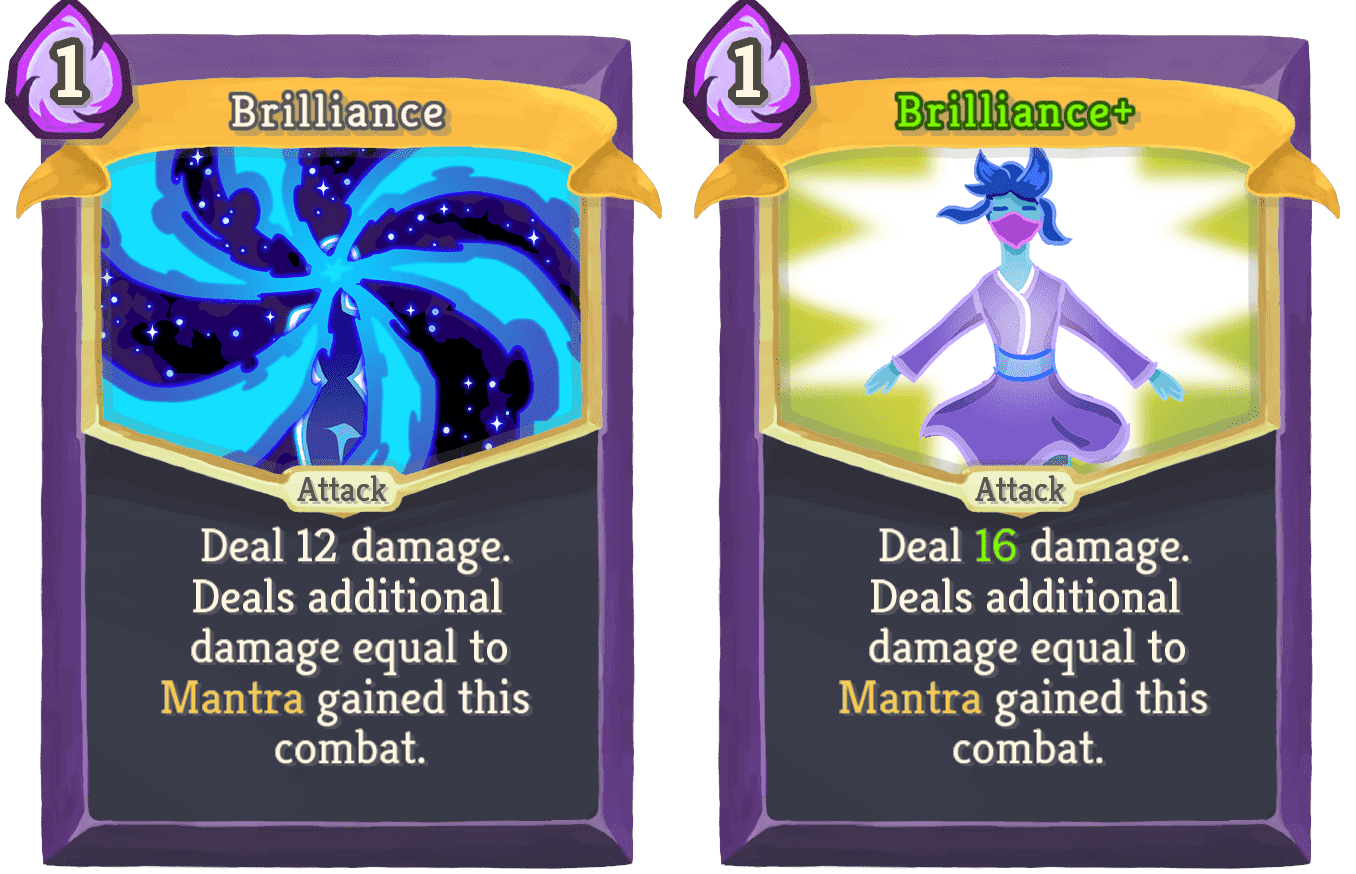 1
Brilliance
Attack
Deal 12 damage.
Deals additional
damage equal to
Mantra gained this
combat.
1
Brilliance+
Attack
Deal 16 damage.
Deals additional
damage equal to
Mantra gained this
combat.